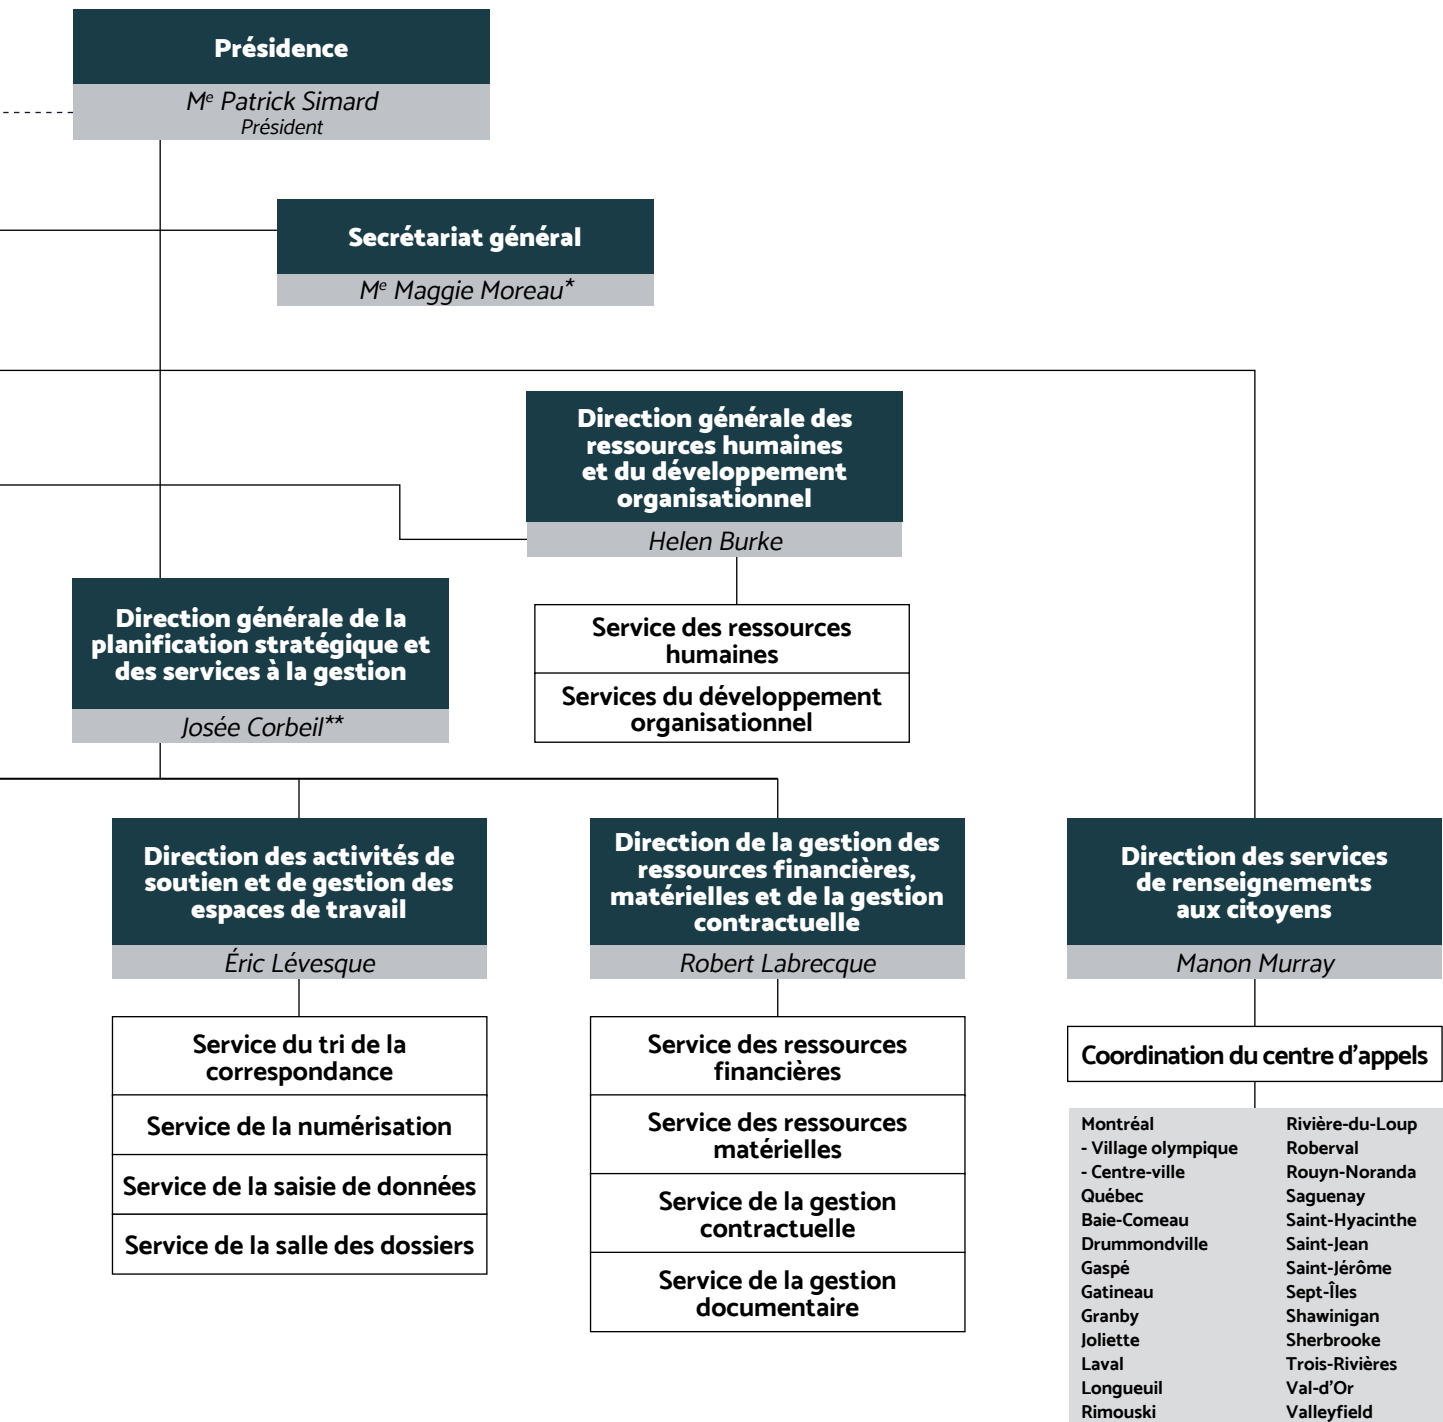 Présidence
Me Patrick Simard
Président
Secrétariat général
Me Maggie Moreau*
Direction générale des
ressources humaines
et du développement
organisationnel
Helen Burke
Service des ressources
humaines
Services du développement
organisationnel
Direction générale de la
planification stratégique et
des services à la gestion
Josée Corbeil**
Direction des activités de
soutien et de gestion des
espaces de travail
Éric Lévesque
Service du tri de la
correspondance
Service de la numérisation
Service de la saisie de données
Service de la salle des dossiers
Direction de la gestion des
ressources financières,
matérielles et de la gestion
contractuelle
Robert Labrecque
Service des ressources
financières
Service des ressources
matérielles
Service de la gestion
contractuelle
Service de la gestion
documentaire
Direction des services
de renseignements
aux citoyens
Manon Murray
Coordination du centre d'appels
Montréal
- Village olympique
- Centre-ville
Québec
Baie-Comeau
Drummondville
Gaspé
Gatineau
Granby
Joliette
Laval
Longueuil
Rimouski
Rivière-du-Loup
Roberval
Rouyn-Noranda
Saguenay
Saint-Hyacinthe
Saint-Jean
Saint-Jérôme
Sept-Îles
Shawinigan
Sherbrooke
Trois-Rivières
Val-d'Or
Valleyfield